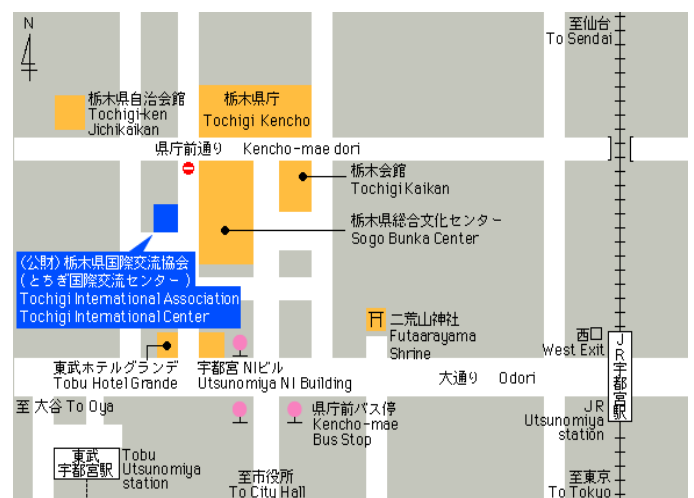 N
至仙台
To Sendai
栃木県自治会館
Tochigi-ken
Jichikaikan
栃木県庁
Tochigi Kencho
県庁前通り Kencho-mae dori
栃木会館
Tochigi Kaikan
栃木県総合文化センター
Sogo Bunka Center
(公財)栃木県国際交流協会
(とちぎ国際交流センター)
Tochigi International Association
Tochigi International Center
二荒山神社
Futaarayama
Shrine
西口
West Exit
JR宇都宮駅
東武ホテルグランデ
Tobu Hotel Grande
宇都宮 NIビル
Utsunomiya NI Building
大通り Odori
至 大谷 To Oya
県庁前バス停
Kencho-mae
Bus Stop
JR
Utsunomiya
station
東武
宇都宮駅
Tobu
Utsunomiya
station
至市役所
To City Hall
至東京
To Tokyo